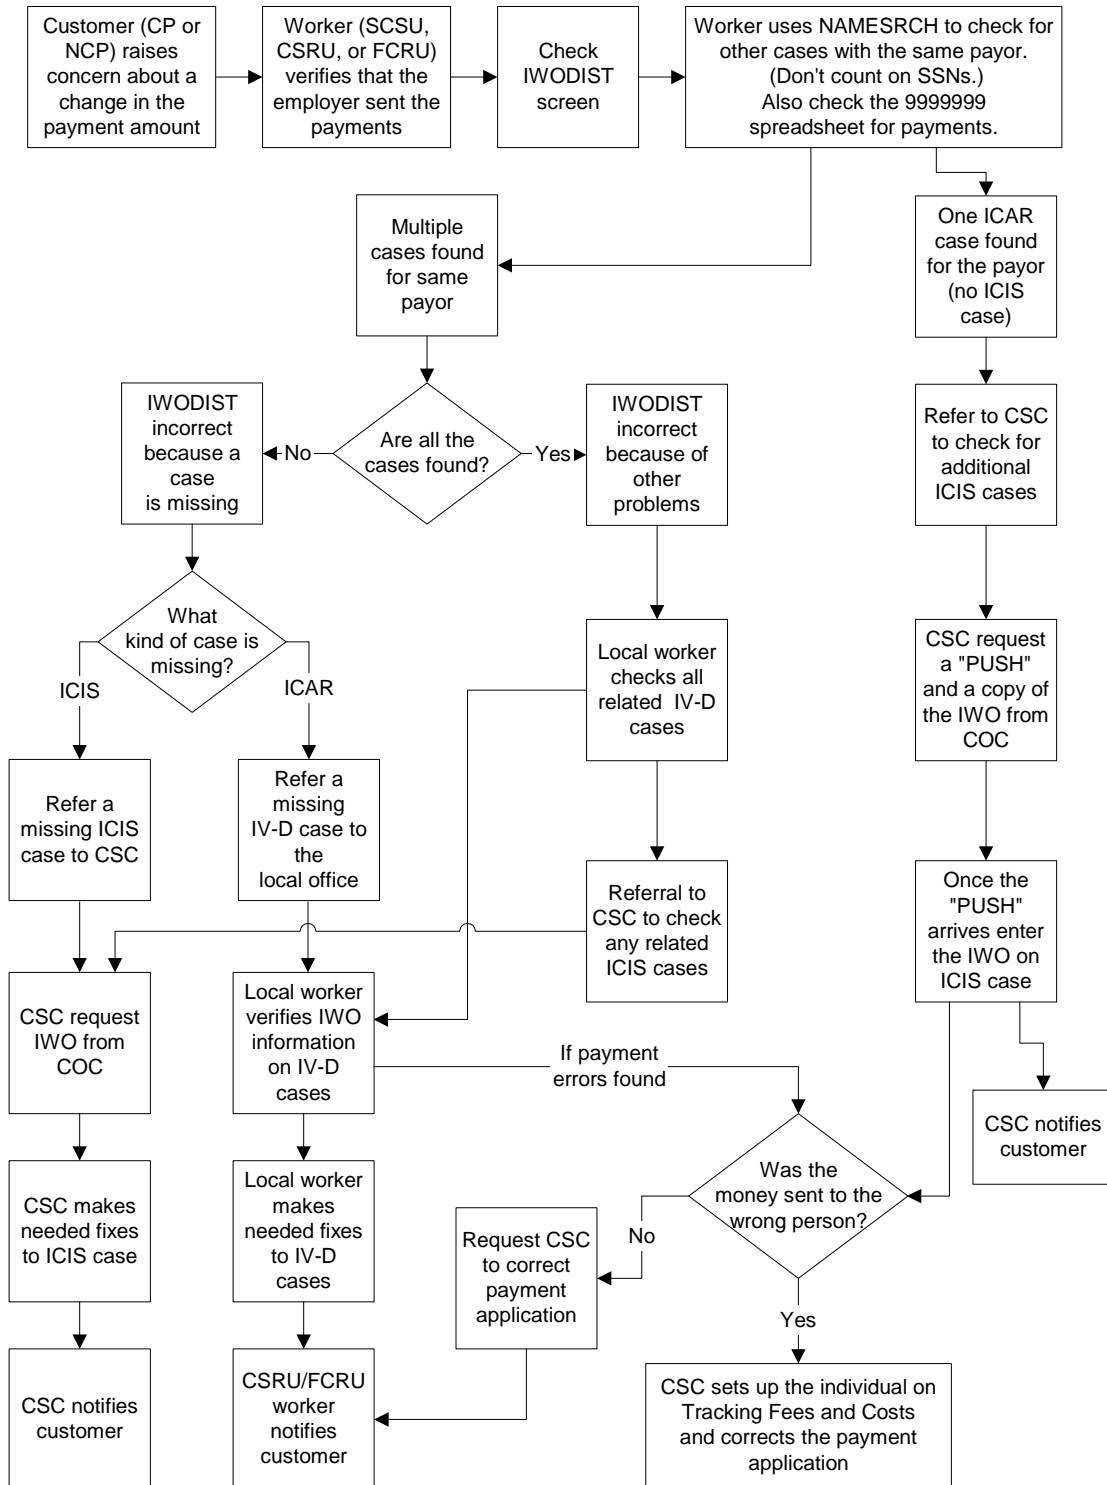 Customer (CP or
NCP) raises
concern about a
change in the
payment amount
Worker (SCSU,
CSRU, or FCRU)
verifies that the
employer sent the
payments
Check
IWODIST
screen
Worker uses NAMESRCH to check for
other cases with the same payor.
(Don't count on SSNs.)
Also check the 9999999
spreadsheet for payments.
Multiple
cases found
for same
payor
One ICAR
case found
for the payor
(no ICIS
case)
IWODIST
incorrect
because a
case
is missing
No
Are all the
cases found?
Yes
IWODIST
incorrect
because of
other
problems
Refer to CSC
to check for
additional
ICIS cases
What
kind of case is
missing?
ICIS
ICAR
Local worker
checks all
related IV-D
cases
CSC request
a "PUSH"
and a copy of
the IWO from
COC
Refer a
missing ICIS
case to CSC
Refer a
missing
IV-D case to
the
local office
Referral to
CSC to check
any related
ICIS cases
Once the
"PUSH"
arrives enter
the IWO on
ICIS case
CSC request
IWO from
COC
Local worker
verifies IWO
information
on IV-D
cases
If payment
errors found
CSC notifies
customer
CSC makes
needed fixes
to ICIS case
Local worker
makes
needed fixes
to IV-D
cases
Request CSC
to correct
payment
application
No
Was the
money sent to the
wrong person?
Yes
CSC notifies
customer
CSRU/FCRU
worker
notifies
customer
CSC sets up the individual on
Tracking Fees and Costs
and corrects the payment
application